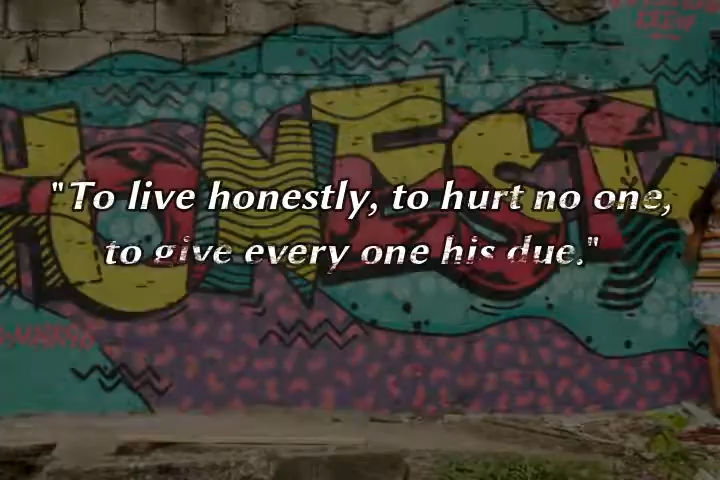 HONESTY
"To live honestly, to hurt no one,
to give every one his due."